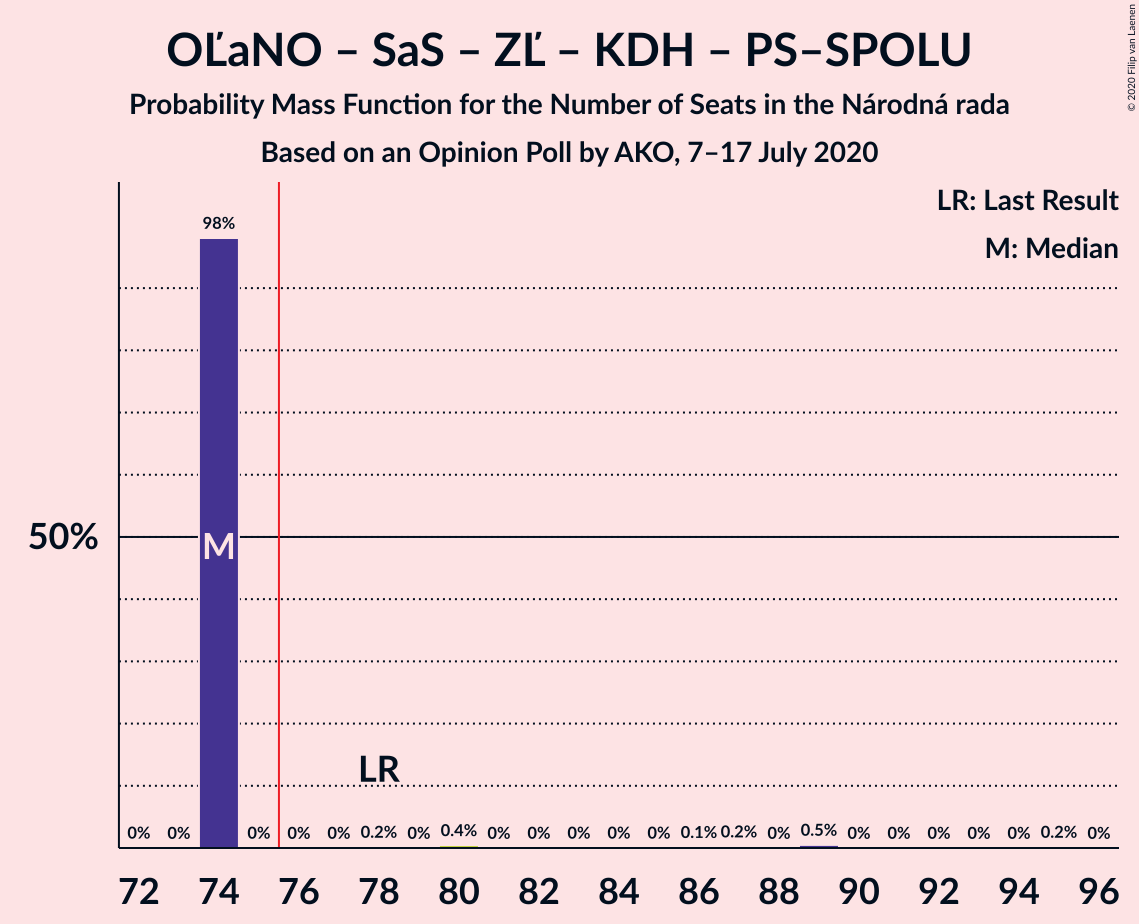 OĽaNO – SaS – ZĽ – KDH – PS–SPOLU
Probability Mass Function for the Number of Seats in the Národná rada
Based on an Opinion Poll by AKO, 7–17 July 2020
© 2020 Filip van Laenen
LR: Last Result
M: Median
98%
50%
M
LR
0% 0% 0% 0% 0% 0.2% 0% 0.4% 0% 0% 0% 0% 0% 0.1% 0.2% 0% 0.5% 0% 0% 0% 0% 0% 0.2% 0%
72 74 76 78 80 82 84 86 88 90 92 94 96